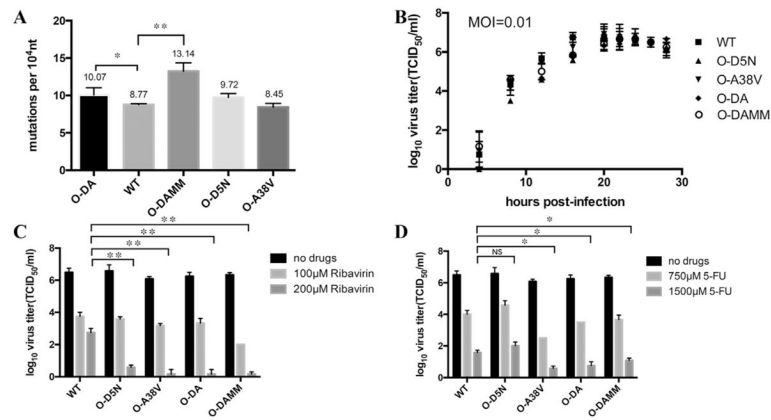 A
mutations per 10⁴nt
20
15
10
5
0
10.07
8.77
13.14
9.72
8.45
*
**
O-DA
WT
O-DAMM
O-D5N
O-A38V
B
MOI=0.01
log₁₀ virus titer(TCID₅₀/ml)
8
6
4
2
0
0
10
20
30
hours post-infection
WT
O-D5N
O-A38V
O-DA
O-DAMM
C
**
**
**
**
log₁₀ virus titer(TCID₅₀/ml)
8
6
4
2
0
no drugs
100μM Ribavirin
200μM Ribavirin
WT
O-D5N
O-A38V
O-DA
O-DAMM
D
*
*
*
NS
log₁₀ virus titer(TCID₅₀/ml)
8
6
4
2
0
no drugs
750μM 5-FU
1500μM 5-FU
WT
O-D5N
O-A38V
O-DA
O-DAMM